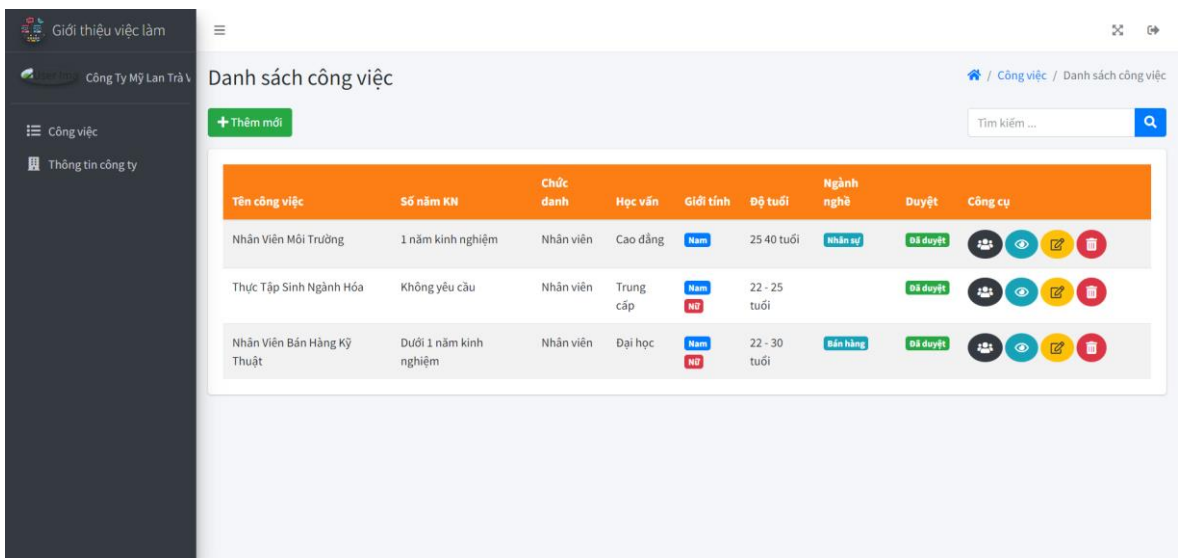 Giới thiệu việc làm
Công Ty Mỹ Lan Trà V
Công việc
Thông tin công ty
Danh sách công việc
/ Công việc / Danh sách công việc
Thêm mới
Tìm kiếm ...
Tên công việc Số năm KN Chức danh Học vấn Giới tính Độ tuổi Ngành nghề Duyệt Công cụ
Nhân Viên Môi Trường 1 năm kinh nghiệm Nhân viên Cao đẳng Nam 25 40 tuổi Nhân sự Đã duyệt
Thực Tập Sinh Ngành Hóa Không yêu cầu Nhân viên Trung Nam 22 - 25 Đã duyệt
cấp Nữ tuổi
Nhân Viên Bán Hàng Kỹ Dưới 1 năm kinh Nhân viên Đại học Nam 22 - 30 Bán hàng Đã duyệt
Thuật nghiệm Nữ tuổi